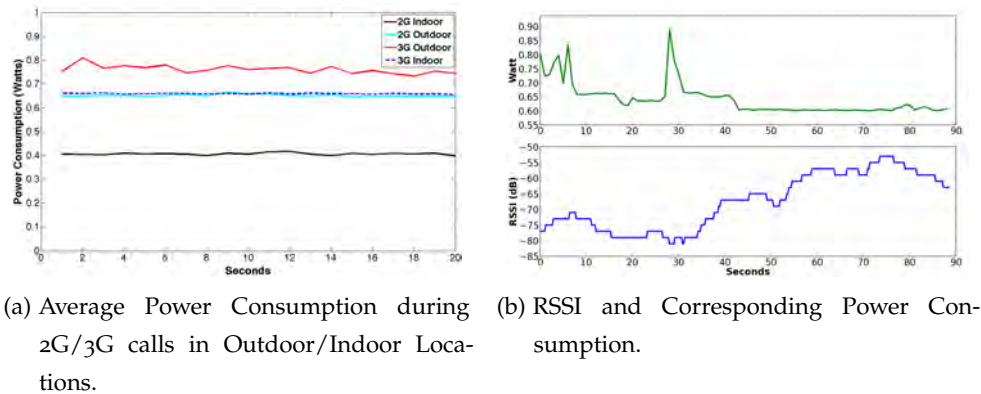 1
0.9
0.8
0.7
0.6
0.5
0.4
0.3
0.2
0.1
0
Power Consumption (Watts)
2G Indoor
2G Outdoor
3G Outdoor
3G Indoor
0 2 4 6 8 10 12 14 16 18 20
Seconds
0.90
0.85
0.80
0.75
0.70
0.65
0.60
0.55
Watt
0 10 20 30 40 50 60 70 80 90
−50
−55
−60
−65
−70
−75
−80
−85
RSSI (dB)
0 10 20 30 40 50 60 70 80 90
Seconds
(a) Average Power Consumption during
2G/3G calls in Outdoor/Indoor Loca-
tions.
(b) RSSI and Corresponding Power Con-
sumption.